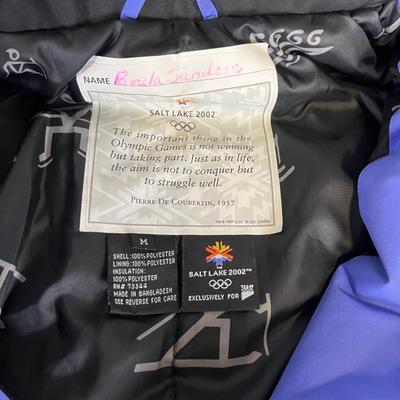 NAME
SALT LAKE 2002
The important thing in the
Olympic Games is not winning
but taking part. Just as in life,
the aim is not to conquer but
to struggle well.
PIERRE DE COUBERTIN, 1937
M
SHELL: 100% POLYESTER
LINING: 100% POLYESTER
INSULATION:
100% POLYESTER
RN# 73344
MADE IN BANGLADESH
SEE REVERSE FOR CARE
SALT LAKE 2002™
EXCLUSIVELY FOR